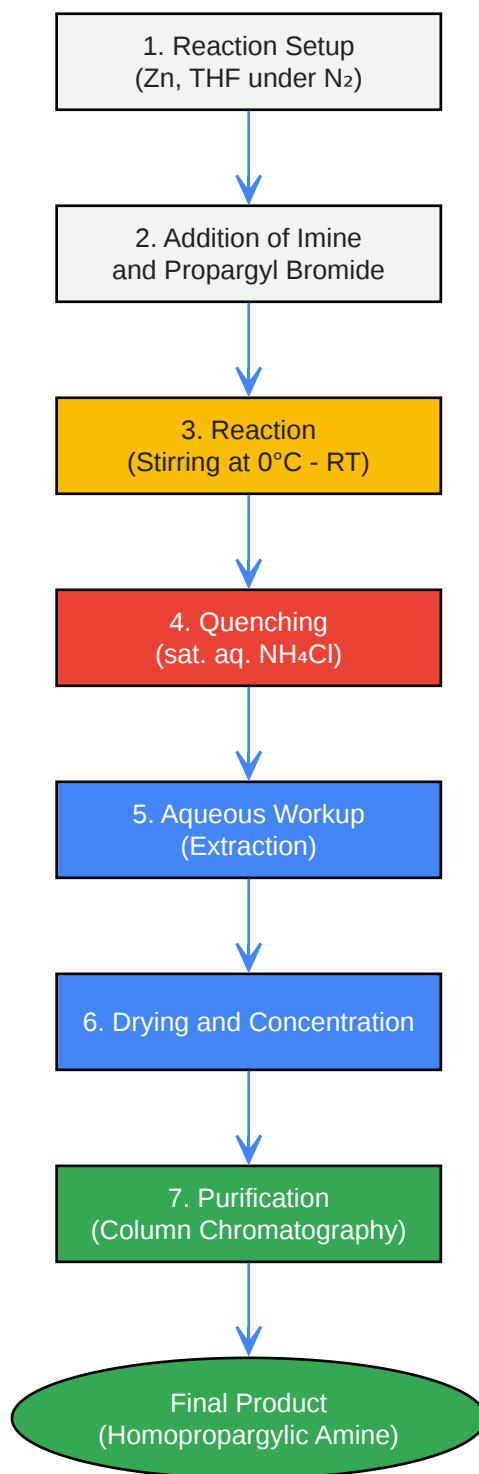 1. Reaction Setup
(Zn, THF under N₂)
2. Addition of Imine
and Propargyl Bromide
3. Reaction
(Stirring at 0°C - RT)
4. Quenching
(sat. aq. NH₄Cl)
5. Aqueous Workup
(Extraction)
6. Drying and Concentration
7. Purification
(Column Chromatography)
Final Product
(Homopropargylic Amine)